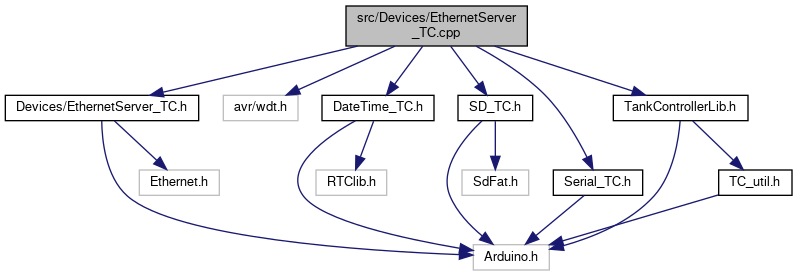 src/Devices/EthernetServer
_TC.cpp
Devices/EthernetServer_TC.h
avr/wdt.h
DateTime_TC.h
SD_TC.h
TankControllerLib.h
Ethernet.h
RTClib.h
SdFat.h
Serial_TC.h
TC_util.h
Arduino.h